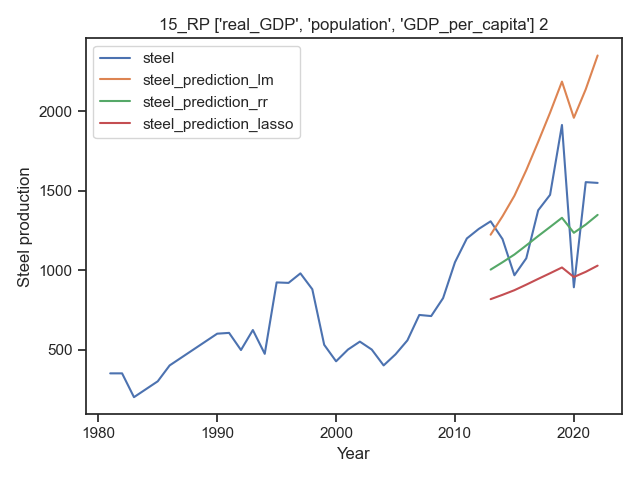 15_RP ['real_GDP', 'population', 'GDP_per_capita'] 2
steel
steel_prediction_lm
steel_prediction_rr
steel_prediction_lasso
Steel production
2000
1500
1000
500
1980 1990 2000 2010 2020
Year